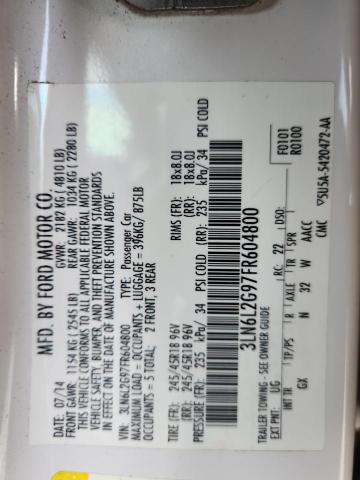 MFD. BY FORD MOTOR CO.
07/14 GVWR: 2182 KG (4810 LB)
FRONT GAWR: 1154 KG (2545 LB) REAR GAWR: 1034 KG (2280 LB)
THIS VEHICLE CONFORMS TO ALL APPLICABLE FEDERAL MOTOR
VEHICLE SAFETY, BUMPER, AND THEFT PREVENTION STANDARDS
IN EFFECT ON THE DATE OF MANUFACTURE SHOWN ABOVE.
VIN: 3LN6L2G97FR604800 TYPE: Passenger Car
MAXIMUM LOAD = OCCUPANTS + LUGGAGE = 396KG/ 875LB
OCCUPANTS = 5 TOTAL: 2 FRONT, 3 REAR
TIRE (FR): 245/45R18 96V RIMS (FR): 18x8.0J
TIRE (RR): 245/45R18 96V (RR): 18x8.0J
PRESSURE (FR): 235 kPa/ 34 PSI COLD (RR): 235 kPa/ 34 PSI COLD
3LN6L2G97FR604800
F0101
R0100
TRAILER TOWING - SEE OWNER GUIDE
EXT PNT: UG RC: 22 DSO:
INT TR TP/PS R AXLE TR SPR
GX N 32 W AACC
CMC 5U5A-5420472-AA